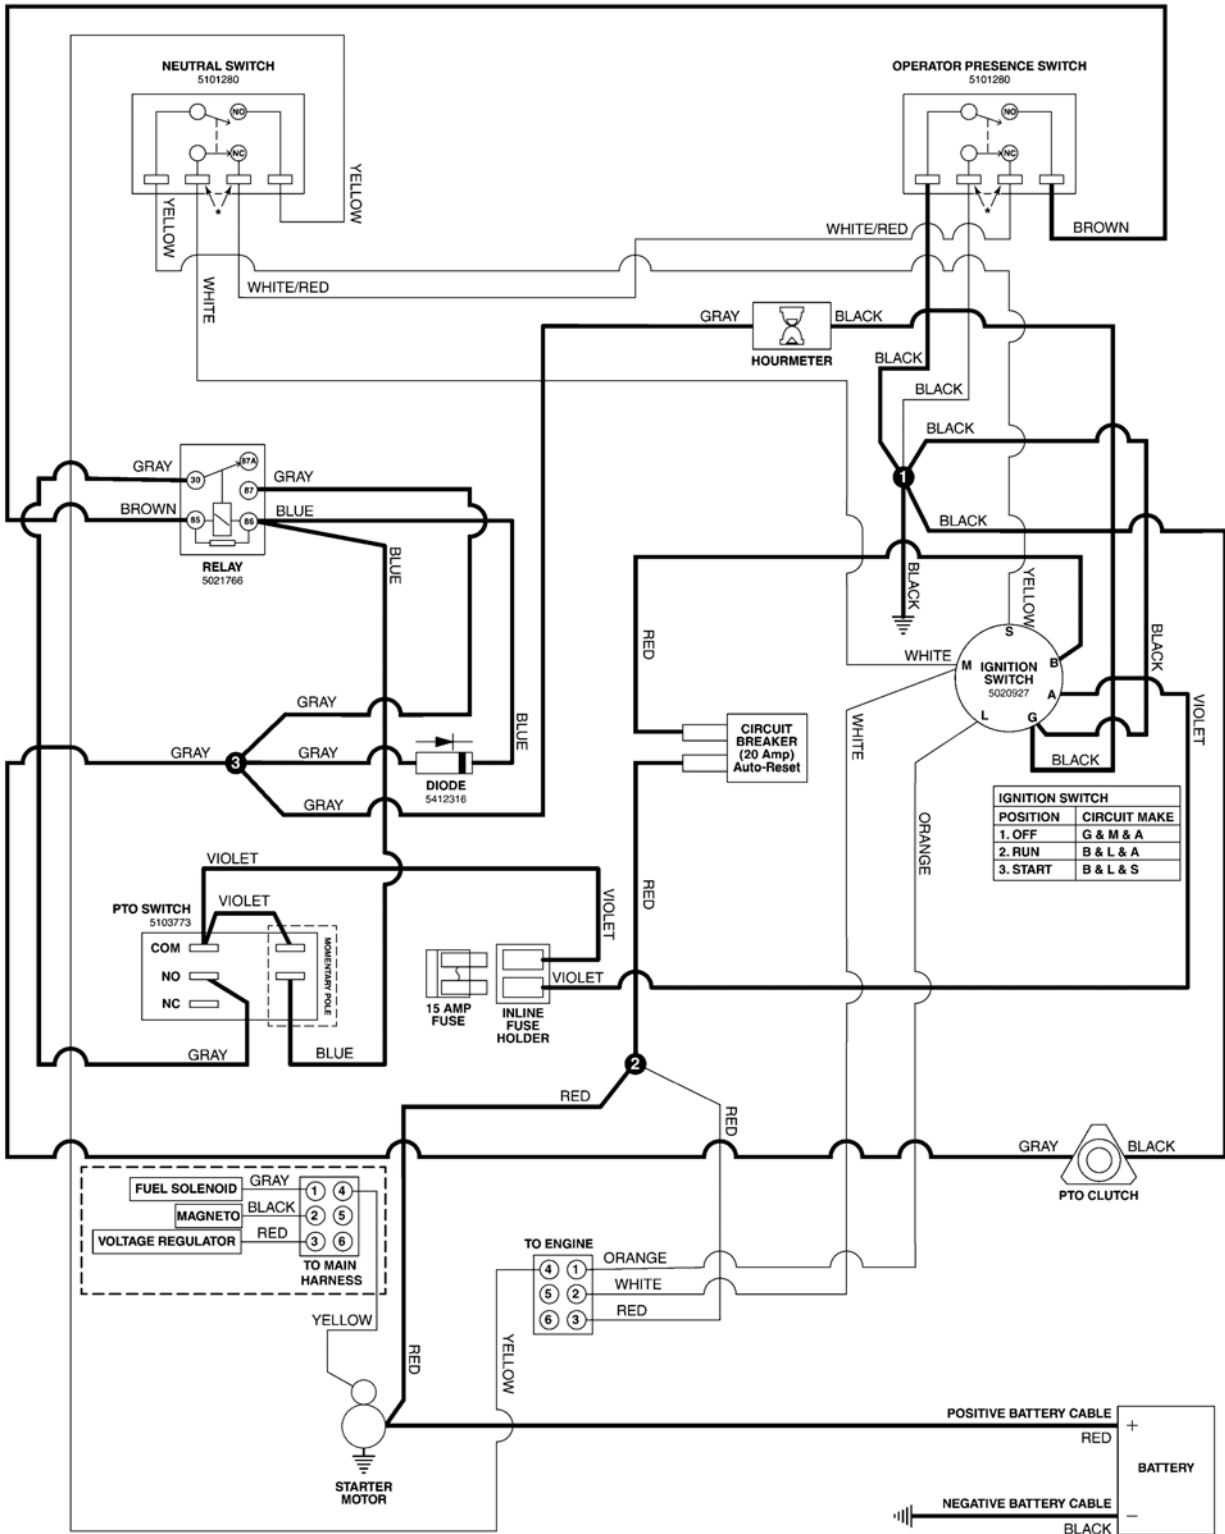 NEUTRAL SWITCH
5101280
NO
NC
*
YELLOW
YELLOW
WHITE
WHITE/RED
OPERATOR PRESENCE SWITCH
5101280
NO
NC
*
WHITE/RED
BROWN
GRAY
BLACK
HOURMETER
BLACK
BLACK
BLACK
1
BLACK
BLACK
GRAY
30
87A
87
GRAY
BROWN
85
86
BLUE
RELAY
5021766
BLUE
RED
YELLOW
S
WHITE
M
B
IGNITION
SWITCH
5020927
A
L
G
BLACK
BLACK
VIOLET
WHITE
ORANGE
GRAY
GRAY
3
GRAY
BLUE
DIODE
5412316
GRAY
CIRCUIT
BREAKER
(20 Amp)
Auto-Reset
IGNITION SWITCH
POSITION CIRCUIT MAKE
1. OFF G & M & A
2. RUN B & L & A
3. START B & L & S
VIOLET
VIOLET
VIOLET
RED
PTO SWITCH
5103773
COM
NO
NC
MOMENTARY POLE
VIOLET
15 AMP
FUSE
INLINE
FUSE
HOLDER
GRAY
BLUE
2
RED
RED
GRAY
BLACK
PTO CLUTCH
FUEL SOLENOID
GRAY
1
4
MAGNETO
BLACK
2
5
VOLTAGE REGULATOR
RED
3
6
TO MAIN
HARNESS
TO ENGINE
4
1
ORANGE
5
2
WHITE
6
3
RED
YELLOW
RED
YELLOW
STARTER
MOTOR
POSITIVE BATTERY CABLE
RED
+
BATTERY
NEGATIVE BATTERY CABLE
BLACK
−